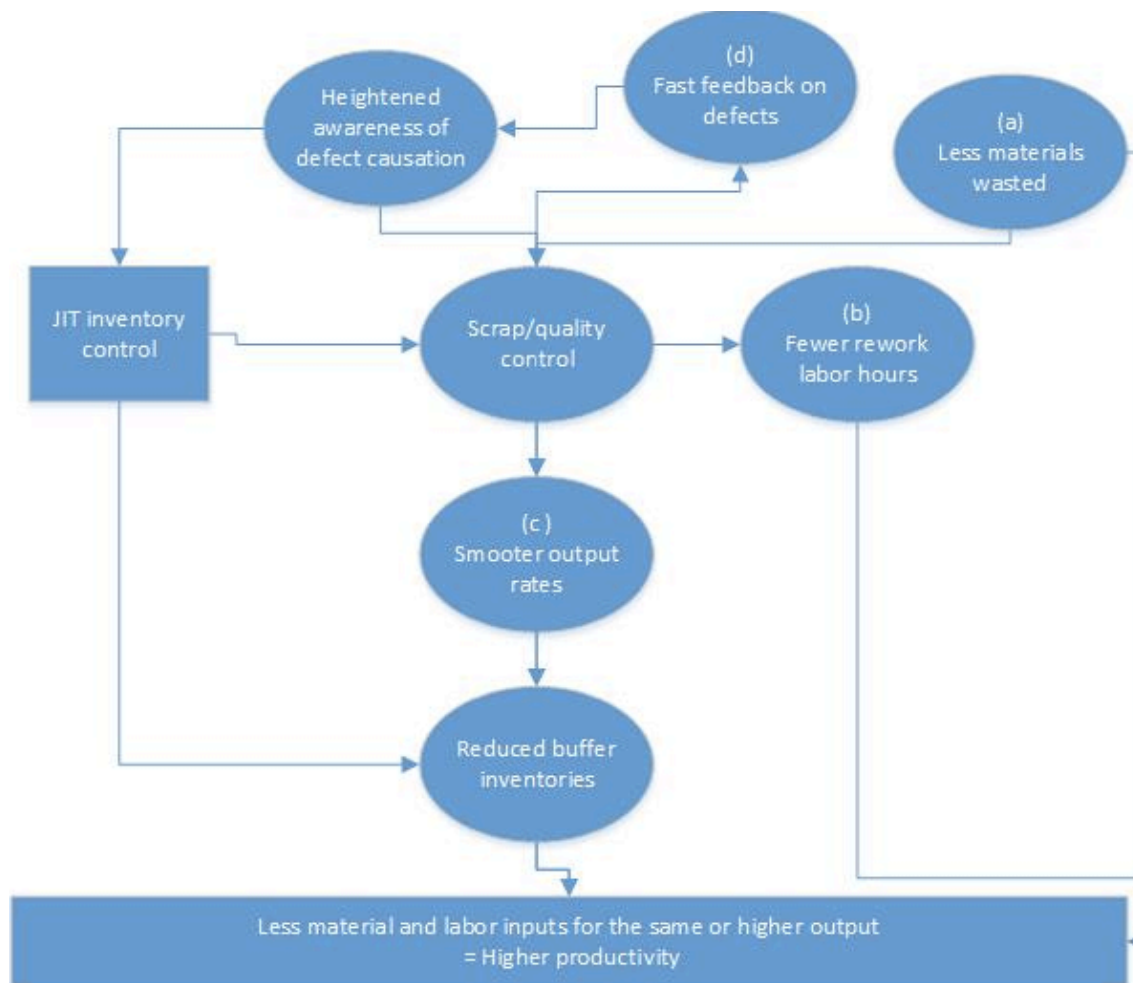 (d)
Fast feedback on
defects
Heightened
awareness of
defect causation
(a)
Less materials
wasted
JIT inventory
control
Scrap/quality
control
(b)
Fewer rework
labor hours
(c )
Smooter output
rates
Reduced buffer
inventories
Less material and labor inputs for the same or higher output
= Higher productivity